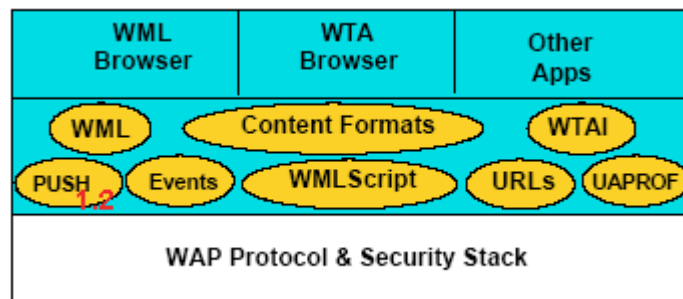 WML
Browser
WTA
Browser
Other
Apps
WML
Content Formats
WTAI
PUSH
1.2
Events
WMLScript
URLs
UAPROF
WAP Protocol & Security Stack